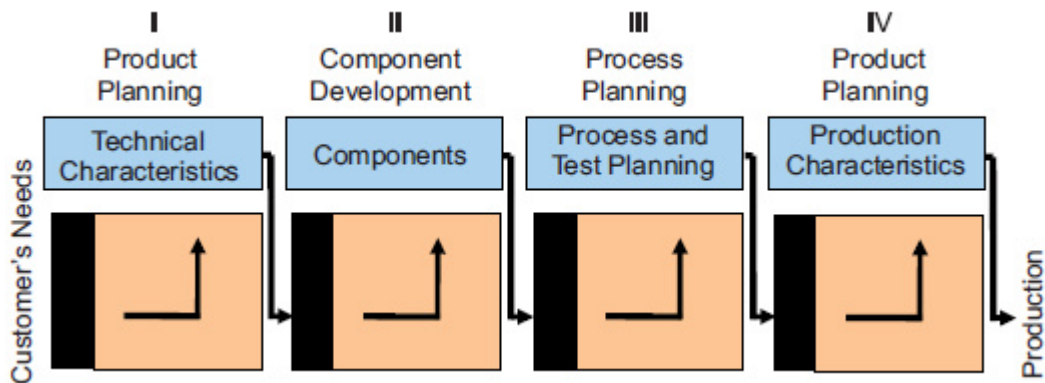 I
Product
Planning
II
Component
Development
III
Process
Planning
IV
Product
Planning
Technical
Characteristics
Components
Process and
Test Planning
Production
Characteristics
Customer's Needs
Production